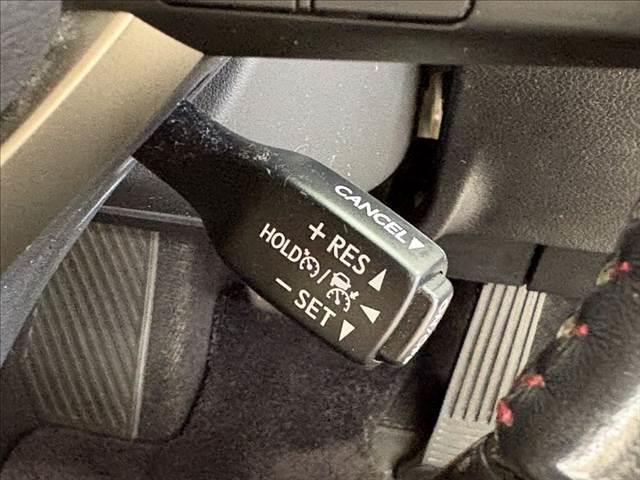 CANCEL▼
+RES▲
HOLD
/
−SET▼